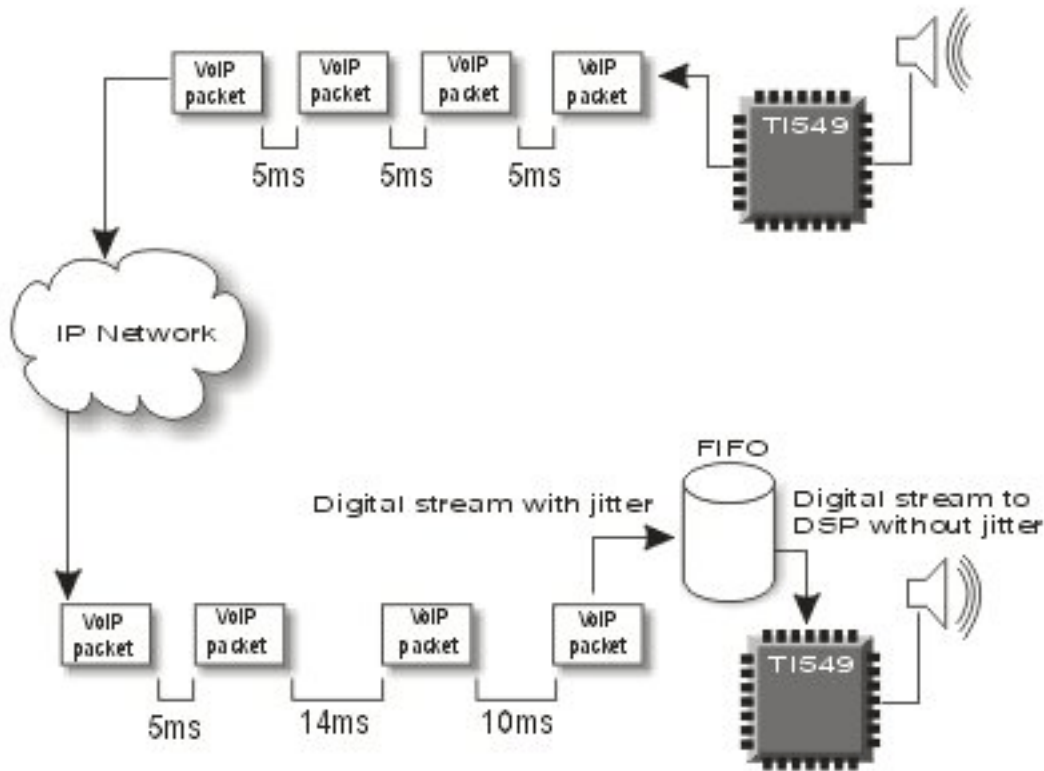 VoIP
packet
VoIP
packet
VoIP
packet
VoIP
packet
TI549
5ms
5ms
5ms
IP Network
FIFO
Digital stream with jitter
Digital stream to
DSP without jitter
VoIP
packet
VoIP
packet
VoIP
packet
VoIP
packet
TI549
5ms
14ms
10ms